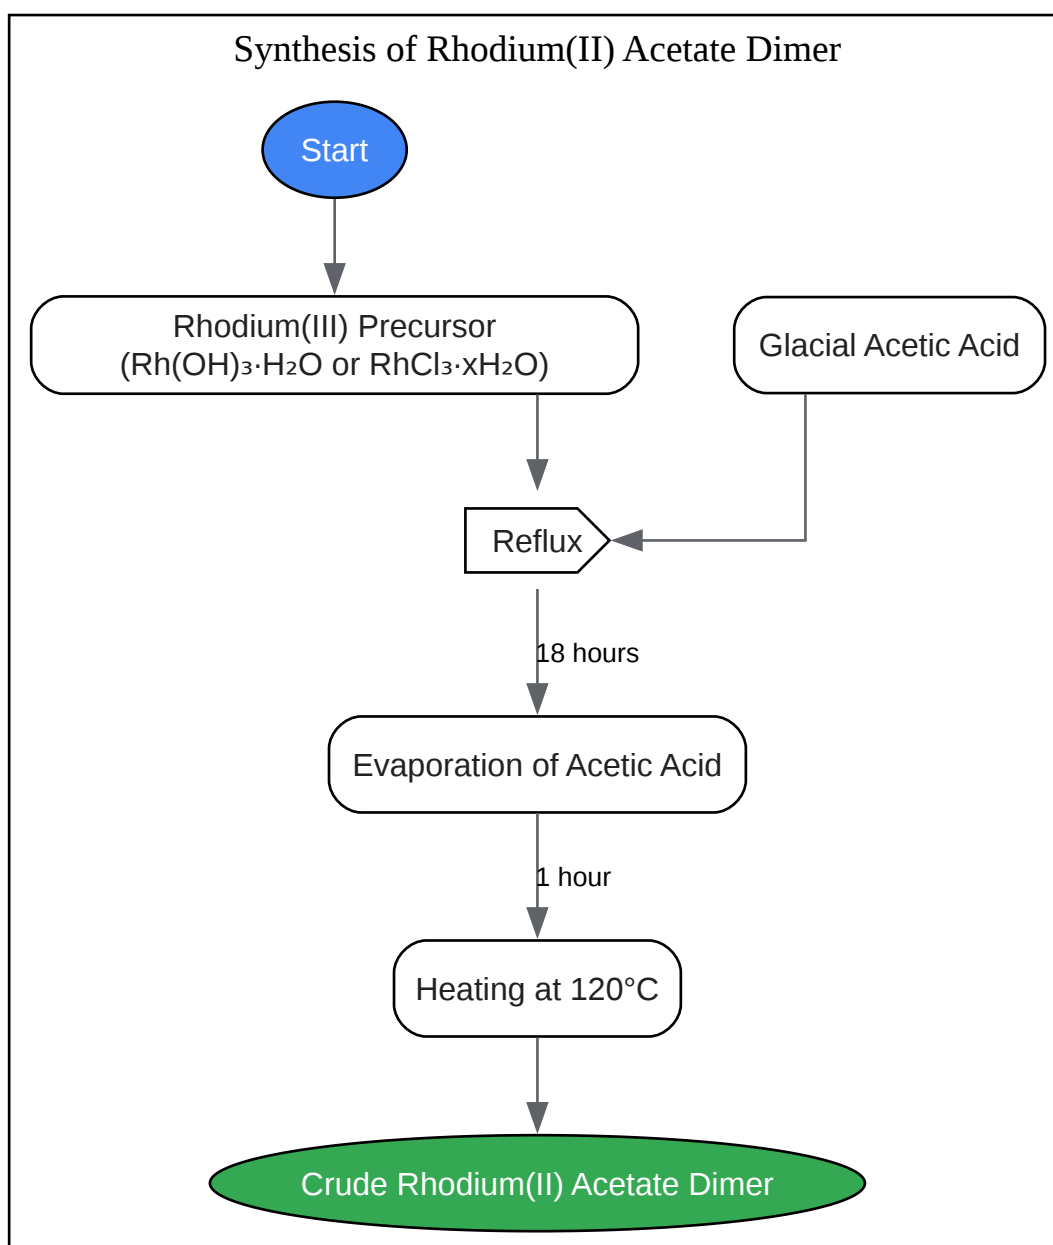 Synthesis of Rhodium(II) Acetate Dimer
Start
Rhodium(III) Precursor
(Rh(OH)₃·H₂O or RhCl₃·xH₂O)
Glacial Acetic Acid
Reflux
18 hours
Evaporation of Acetic Acid
1 hour
Heating at 120°C
Crude Rhodium(II) Acetate Dimer